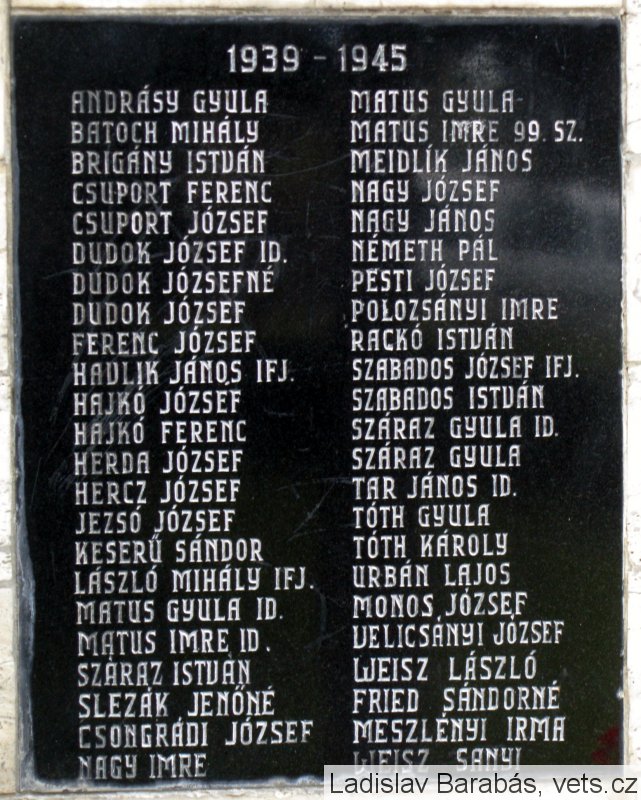 1939 - 1945
ANDRÁSY GYULA
BATOCH MIHÁLY
BRIGÁNY ISTVÁN
CSUPORT FERENC
CSUPORT JÓZSEF
DUDOK JÓZSEF ID.
DUDOK JÓZSEFNÉ
DUDOK JÓZSEF
FERENC JÓZSEF
HAVLIK JÁNOS IFJ.
HAJKÓ JÓZSEF
HAJKÓ FERENC
HERDA JÓZSEF
HERCZ JÓZSEF
JEZSÓ JÓZSEF
KESERŰ SÁNDOR
LÁSZLÓ MIHÁLY IFJ.
MATUS GYULA ID.
MATUS IMRE ID.
SZÁRAZ ISTVÁN
SLEZÁK JENŐNÉ
CSONGRÁDI JÓZSEF
NAGY IMRE
MATUS GYULA
MATUS IMRE 99. SZ.
MEIDLÍK JÁNOS
NAGY JÓZSEF
NAGY JÁNOS
NÉMETH PÁL
PESTI JÓZSEF
POLOZSÁNYI IMRE
RACKÓ ISTVÁN
SZABADOS JÓZSEF IFJ.
SZABADOS ISTVÁN
SZÁRAZ GYULA ID.
SZÁRAZ GYULA
TAR JÁNOS ID.
TÓTH GYULA
TÓTH KÁROLY
URBÁN LAJOS
MONOS JÓZSEF
VELICSÁNYI JÓZSEF
WEISZ LÁSZLÓ
FRIED SÁNDORNÉ
MESZLÉNYI IRMA
WEISZ SANYI
Ladislav Barabás, vets.cz